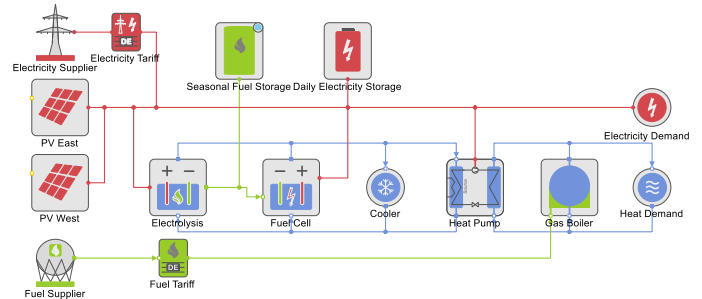 DE
Electricity Supplier
Electricity Tariff
Seasonal Fuel Storage
Daily Electricity Storage
PV East
Electricity Demand
PV West
Electrolysis
Fuel Cell
Cooler
Heat Pump
Gas Boiler
Heat Demand
DE
Fuel Supplier
Fuel Tariff